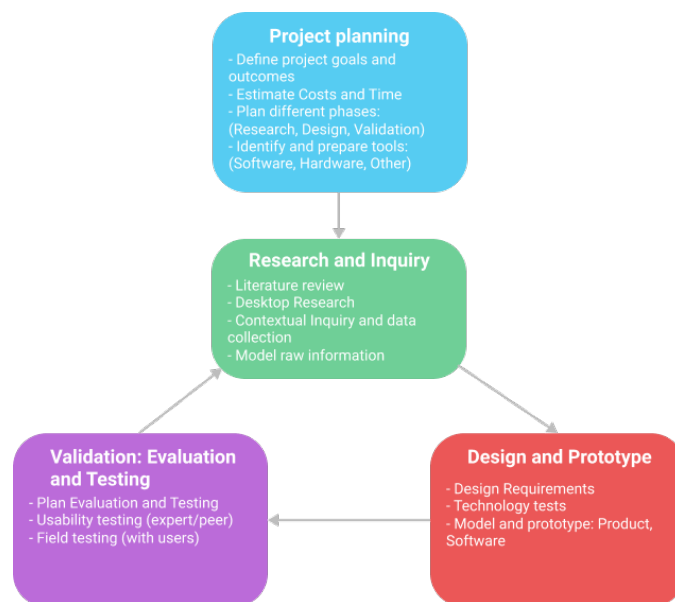 Project planning
- Define project goals and
outcomes
- Estimate Costs and Time
- Plan different phases:
(Research, Design, Validation)
- Identify and prepare tools:
(Software, Hardware, Other)
Research and Inquiry
- Literature review
- Desktop Research
- Contextual Inquiry and data
collection
- Model raw information
Validation: Evaluation
and Testing
- Plan Evaluation and Testing
- Usability testing (expert/peer)
- Field testing (with users)
Design and Prototype
- Design Requirements
- Technology tests
- Model and prototype: Product,
Software